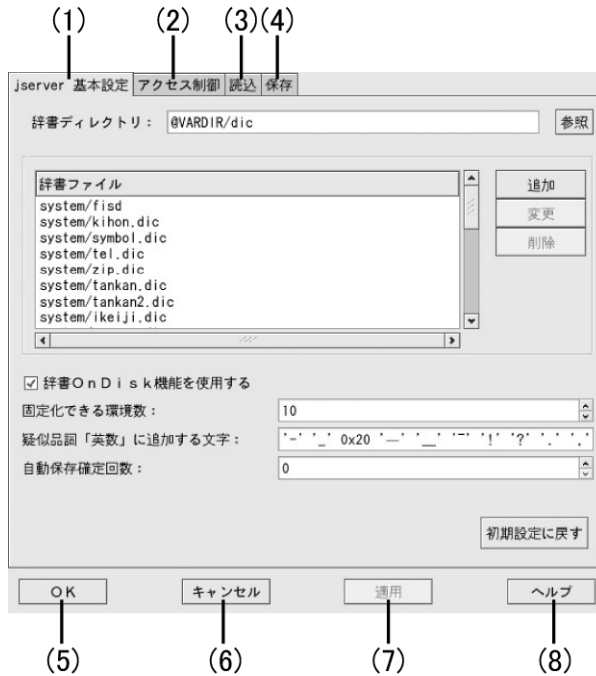 (1) (2) (3)(4)
jserver 基本設定 アクセス制御 読込 保存
辞書ディレクトリ： @VARDIR/dic 参照
辞書ファイル
追加
system/fisd
system/kihon.dic
変更
system/symbol.dic
system/tel.dic
削除
system/zip.dic
system/tankan.dic
system/tankan2.dic
system/ikeiji.dic
辞書ＯｎＤｉｓｋ機能を使用する
固定化できる環境数： 10
疑似品詞「英数」に追加する文字： '-' '_' 0x20 '―' '＿' '￣' '!' '?' '.' ','
自動保存確定回数： 0
初期設定に戻す
ＯＫ キャンセル 適用 ヘルプ
(5) (6) (7) (8)